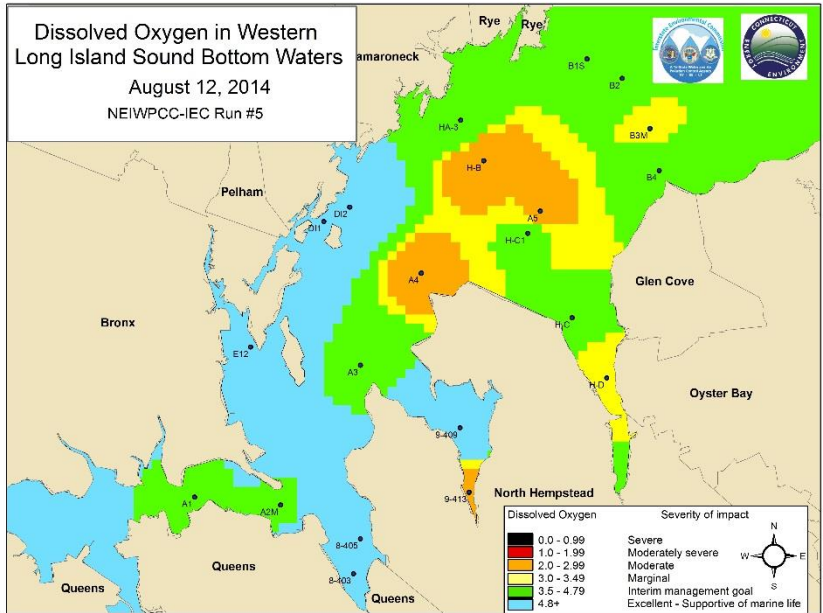 Dissolved Oxygen in Western
Long Island Sound Bottom Waters
August 12, 2014
NEIWPCC-IEC Run #5
amaroneck
Rye
Rye
CONNECTICUT
ENERGY ENVIRONMENT
B1S
B2
HA-3
B3M
H-B
B4
Pelham
DI2
DI1
A5
H-C1
A4
Glen Cove
Bronx
H-C
E12
A3
H-D
Oyster Bay
9-409
A1
A2M
9-413
North Hempstead
8-405
8-403
Queens
Queens
Queens
Dissolved Oxygen Severity of impact
0.0 - 0.99 Severe
1.0 - 1.99 Moderately severe
2.0 - 2.99 Moderate
3.0 - 3.49 Marginal
3.5 - 4.79 Interim management goal
4.8+ Excellent - Supportive of marine life
N
W E
S